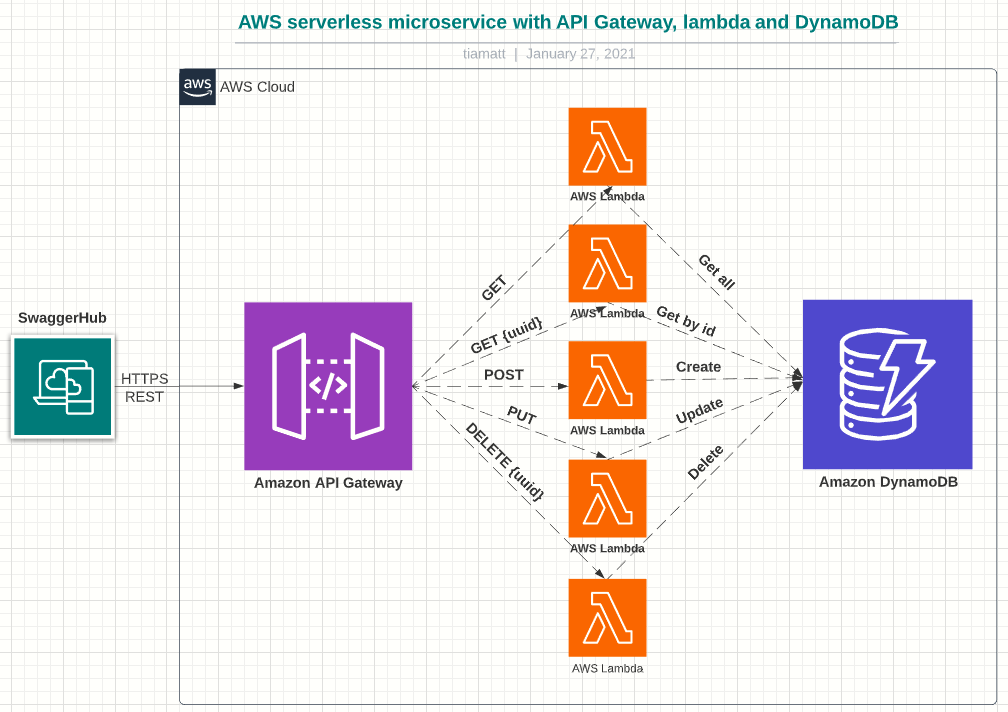 AWS serverless microservice with API Gateway, lambda and DynamoDB
tiamatt | January 27, 2021
aws
AWS Cloud
AWS Lambda
GET
Get all
AWS Lambda
GET {uuid}
Get by id
SwaggerHub
HTTPS
REST
</>
POST
Create
AWS Lambda
PUT
Update
Amazon API Gateway
Amazon DynamoDB
DELETE {uuid}
Delete
AWS Lambda
AWS Lambda